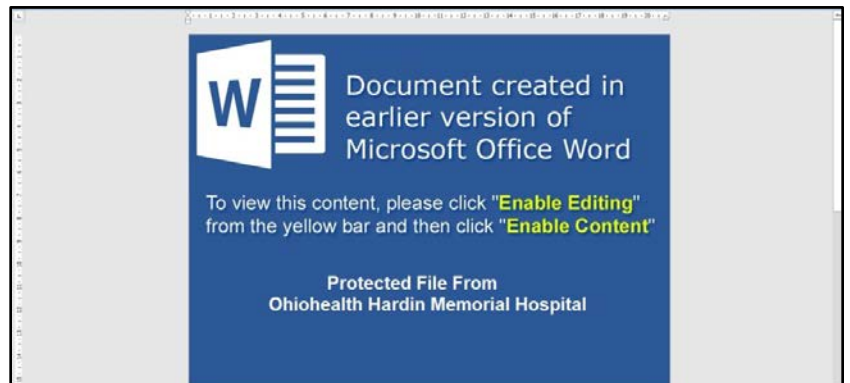 W
Document created in
earlier version of
Microsoft Office Word
To view this content, please click "Enable Editing"
from the yellow bar and then click "Enable Content"
Protected File From
Ohiohealth Hardin Memorial Hospital